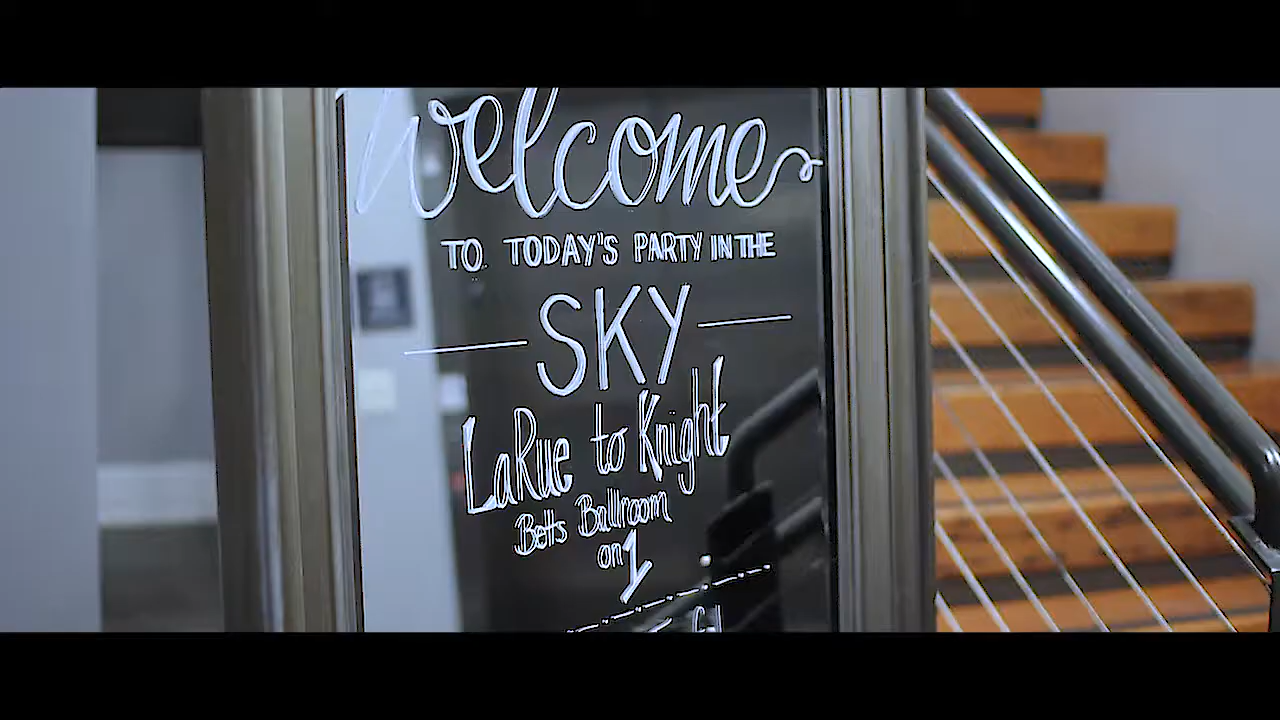 Welcome
TO TODAY'S PARTY IN THE
SKY
LaRue to Knight
Betts Ballroom
on 1